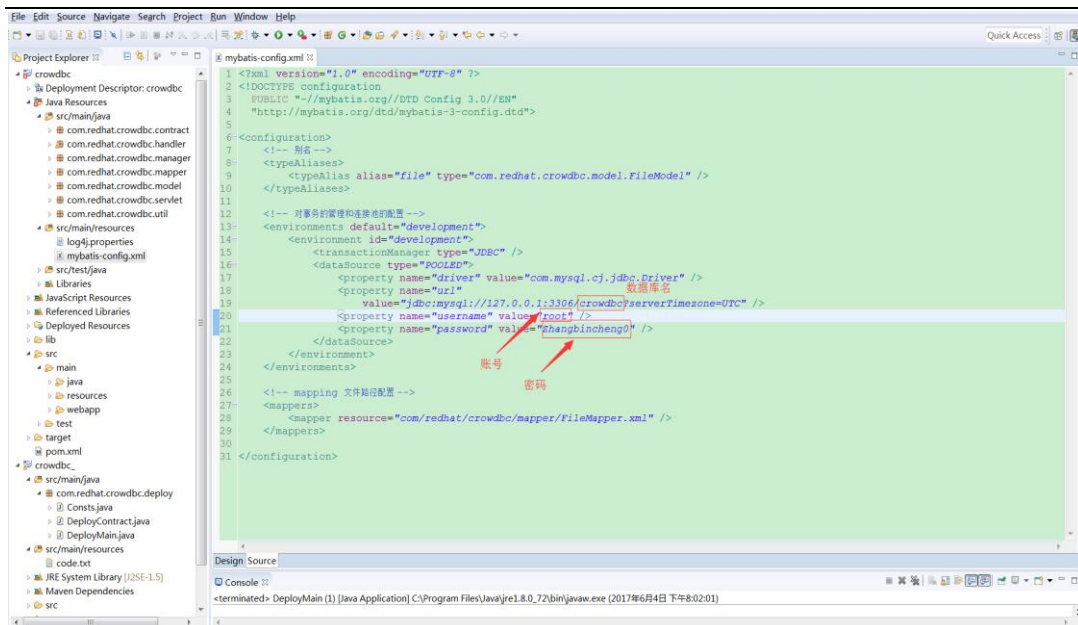 File Edit Source Navigate Search Project Run Window Help
Quick Access
Project Explorer
crowdbc
Deployment Descriptor: crowdbc
Java Resources
src/main/java
com.redhat.crowdbc.contract
com.redhat.crowdbc.handler
com.redhat.crowdbc.manager
com.redhat.crowdbc.mapper
com.redhat.crowdbc.model
com.redhat.crowdbc.servlet
com.redhat.crowdbc.util
src/main/resources
log4j.properties
mybatis-config.xml
src/test/java
Libraries
JavaScript Resources
Referenced Libraries
Deployed Resources
lib
src
main
java
resources
webapp
test
target
pom.xml
crowdbc_
src/main/java
com.redhat.crowdbc.deploy
Consts.java
DeployContract.java
DeployMain.java
src/main/resources
code.txt
JRE System Library [J2SE-1.5]
Maven Dependencies
src
mybatis-config.xml
1 <?xml version="1.0" encoding="UTF-8" ?>
2 <!DOCTYPE configuration
3 PUBLIC "-//mybatis.org//DTD Config 3.0//EN"
4 "http://mybatis.org/dtd/mybatis-3-config.dtd">
5
6 <configuration>
7 <!-- 别名 -->
8 <typeAliases>
9 <typeAlias alias="file" type="com.redhat.crowdbc.model.FileModel" />
10 </typeAliases>
11
12 <!-- 对事务的管理和连接池的配置 -->
13 <environments default="development">
14 <environment id="development">
15 <transactionManager type="JDBC" />
16 <dataSource type="POOLED">
17 <property name="driver" value="com.mysql.cj.jdbc.Driver" />
18 <property name="url"
数据库名
19 value="jdbc:mysql://127.0.0.1:3306/crowdbc?serverTimezone=UTC" />
20 <property name="username" value="root" />
21 <property name="password" value="Zhangbincheng0" />
22 </dataSource>
23 </environment>
账号
24 </environments>
密码
25
26 <!-- mapping 文件路径配置 -->
27 <mappers>
28 <mapper resource="com/redhat/crowdbc/mapper/FileMapper.xml" />
29 </mappers>
30
31 </configuration>
Design Source
Console
<terminated> DeployMain (1) [Java Application] C:\Program Files\Java\jre1.8.0_72\bin\javaw.exe (2017年6月4日 下午8:02:01)